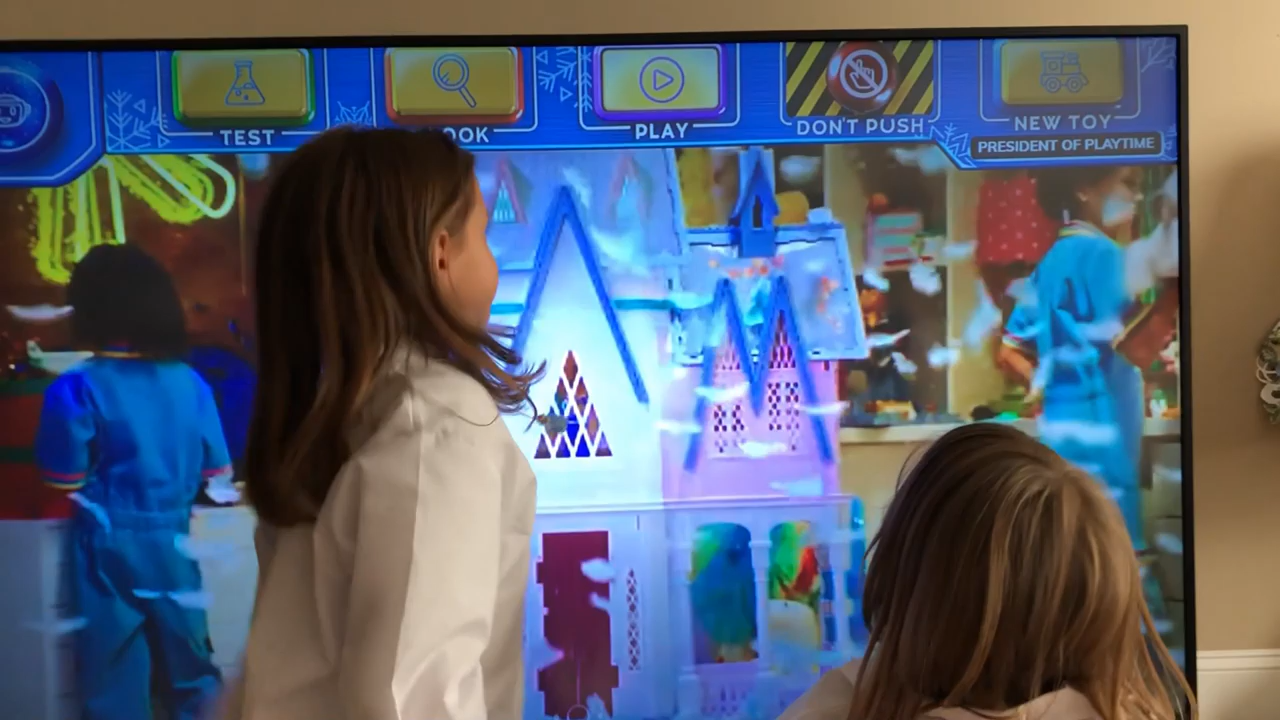 TEST
OOK
PLAY
DON'T PUSH
NEW TOY
PRESIDENT OF PLAYTIME